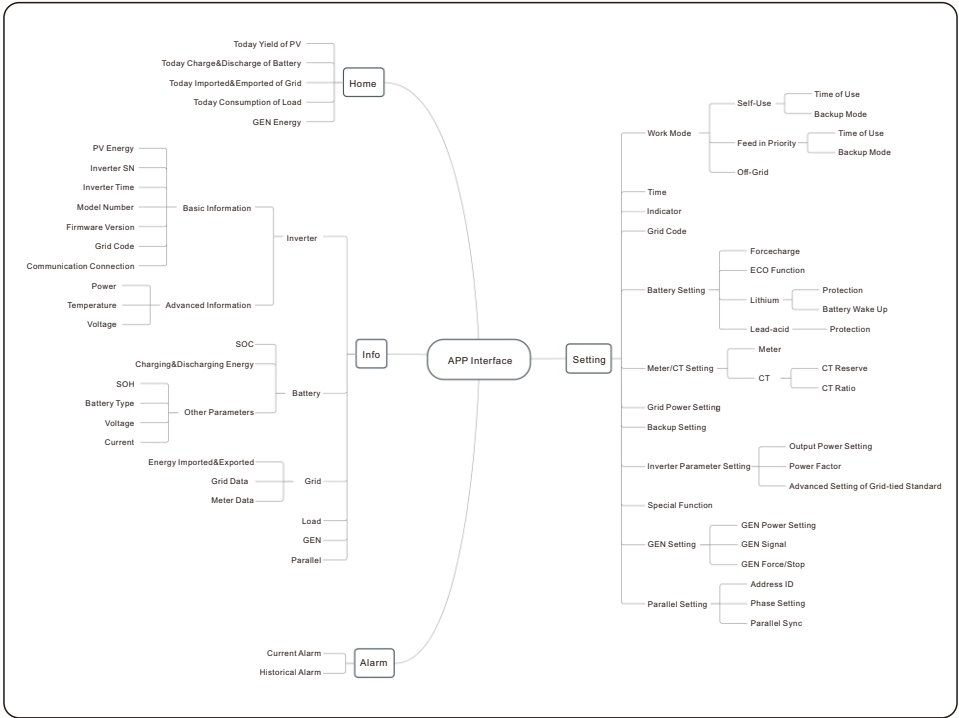 Today Yield of PV
Today Charge&Discharge of Battery
Today Imported&Emported of Grid
Today Consumption of Load
GEN Energy
Home
PV Energy
Inverter SN
Inverter Time
Model Number
Firmware Version
Grid Code
Communication Connection
Basic Information
Power
Temperature
Voltage
Advanced Information
Inverter
SOC
Charging&Discharging Energy
SOH
Battery Type
Voltage
Current
Other Parameters
Battery
Energy Imported&Exported
Grid Data
Meter Data
Grid
Load
GEN
Parallel
Info
Current Alarm
Historical Alarm
Alarm
APP Interface
Setting
Work Mode
Self-Use
Time of Use
Backup Mode
Feed in Priority
Time of Use
Backup Mode
Off-Grid
Time
Indicator
Grid Code
Battery Setting
Forcecharge
ECO Function
Lithium
Protection
Battery Wake Up
Lead-acid
Protection
Meter/CT Setting
Meter
CT
CT Reserve
CT Ratio
Grid Power Setting
Backup Setting
Inverter Parameter Setting
Output Power Setting
Power Factor
Advanced Setting of Grid-tied Standard
Special Function
GEN Setting
GEN Power Setting
GEN Signal
GEN Force/Stop
Parallel Setting
Address ID
Phase Setting
Parallel Sync